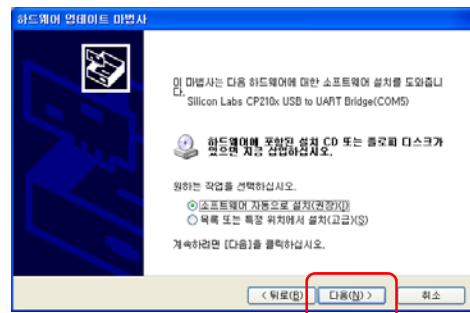 하드웨어 업데이트 마법사
이 마법사는 다음 하드웨어에 대한 소프트웨어 설치를 도와줍니
다.
Silicon Labs CP210x USB to UART Bridge(COM5)
하드웨어에 포함된 설치 CD 또는 플로피 디스크가
있으면 지금 삽입하십시오.
원하는 작업을 선택하십시오.
소프트웨어 자동으로 설치(권장)(I)
목록 또는 특정 위치에서 설치(고급)(S)
계속하려면 [다음]을 클릭하십시오.
< 뒤로(B) 다음(N) > 취소